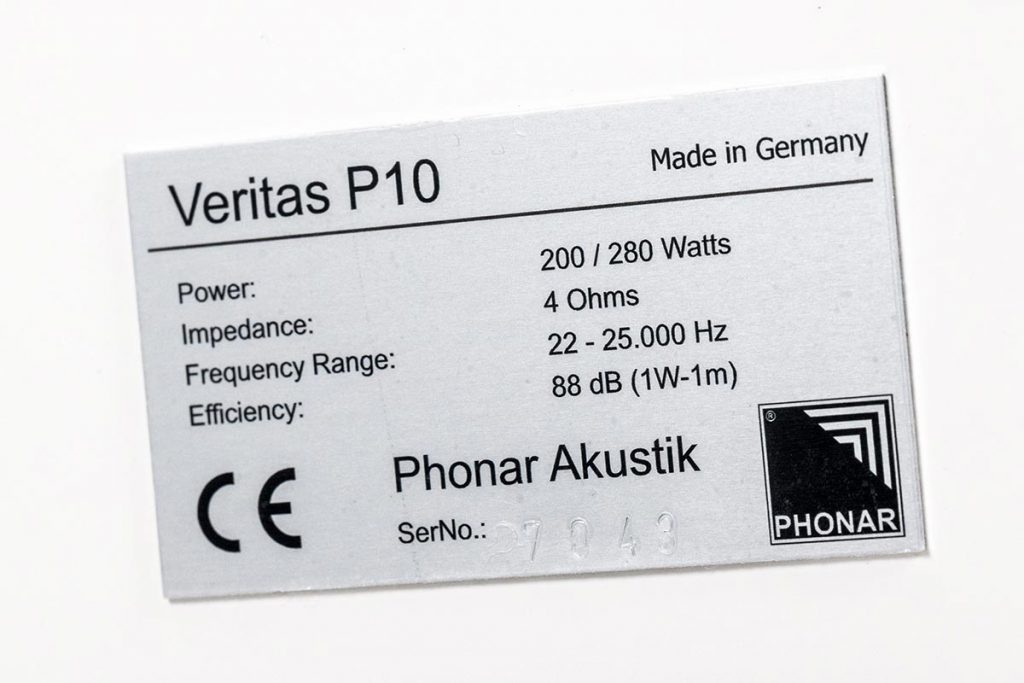 Veritas P10 Made in Germany
Power: 200 / 280 Watts
Impedance: 4 Ohms
Frequency Range: 22 - 25.000 Hz
Efficiency: 88 dB (1W-1m)
CE
Phonar Akustik
SerNo.: 27043
® PHONAR